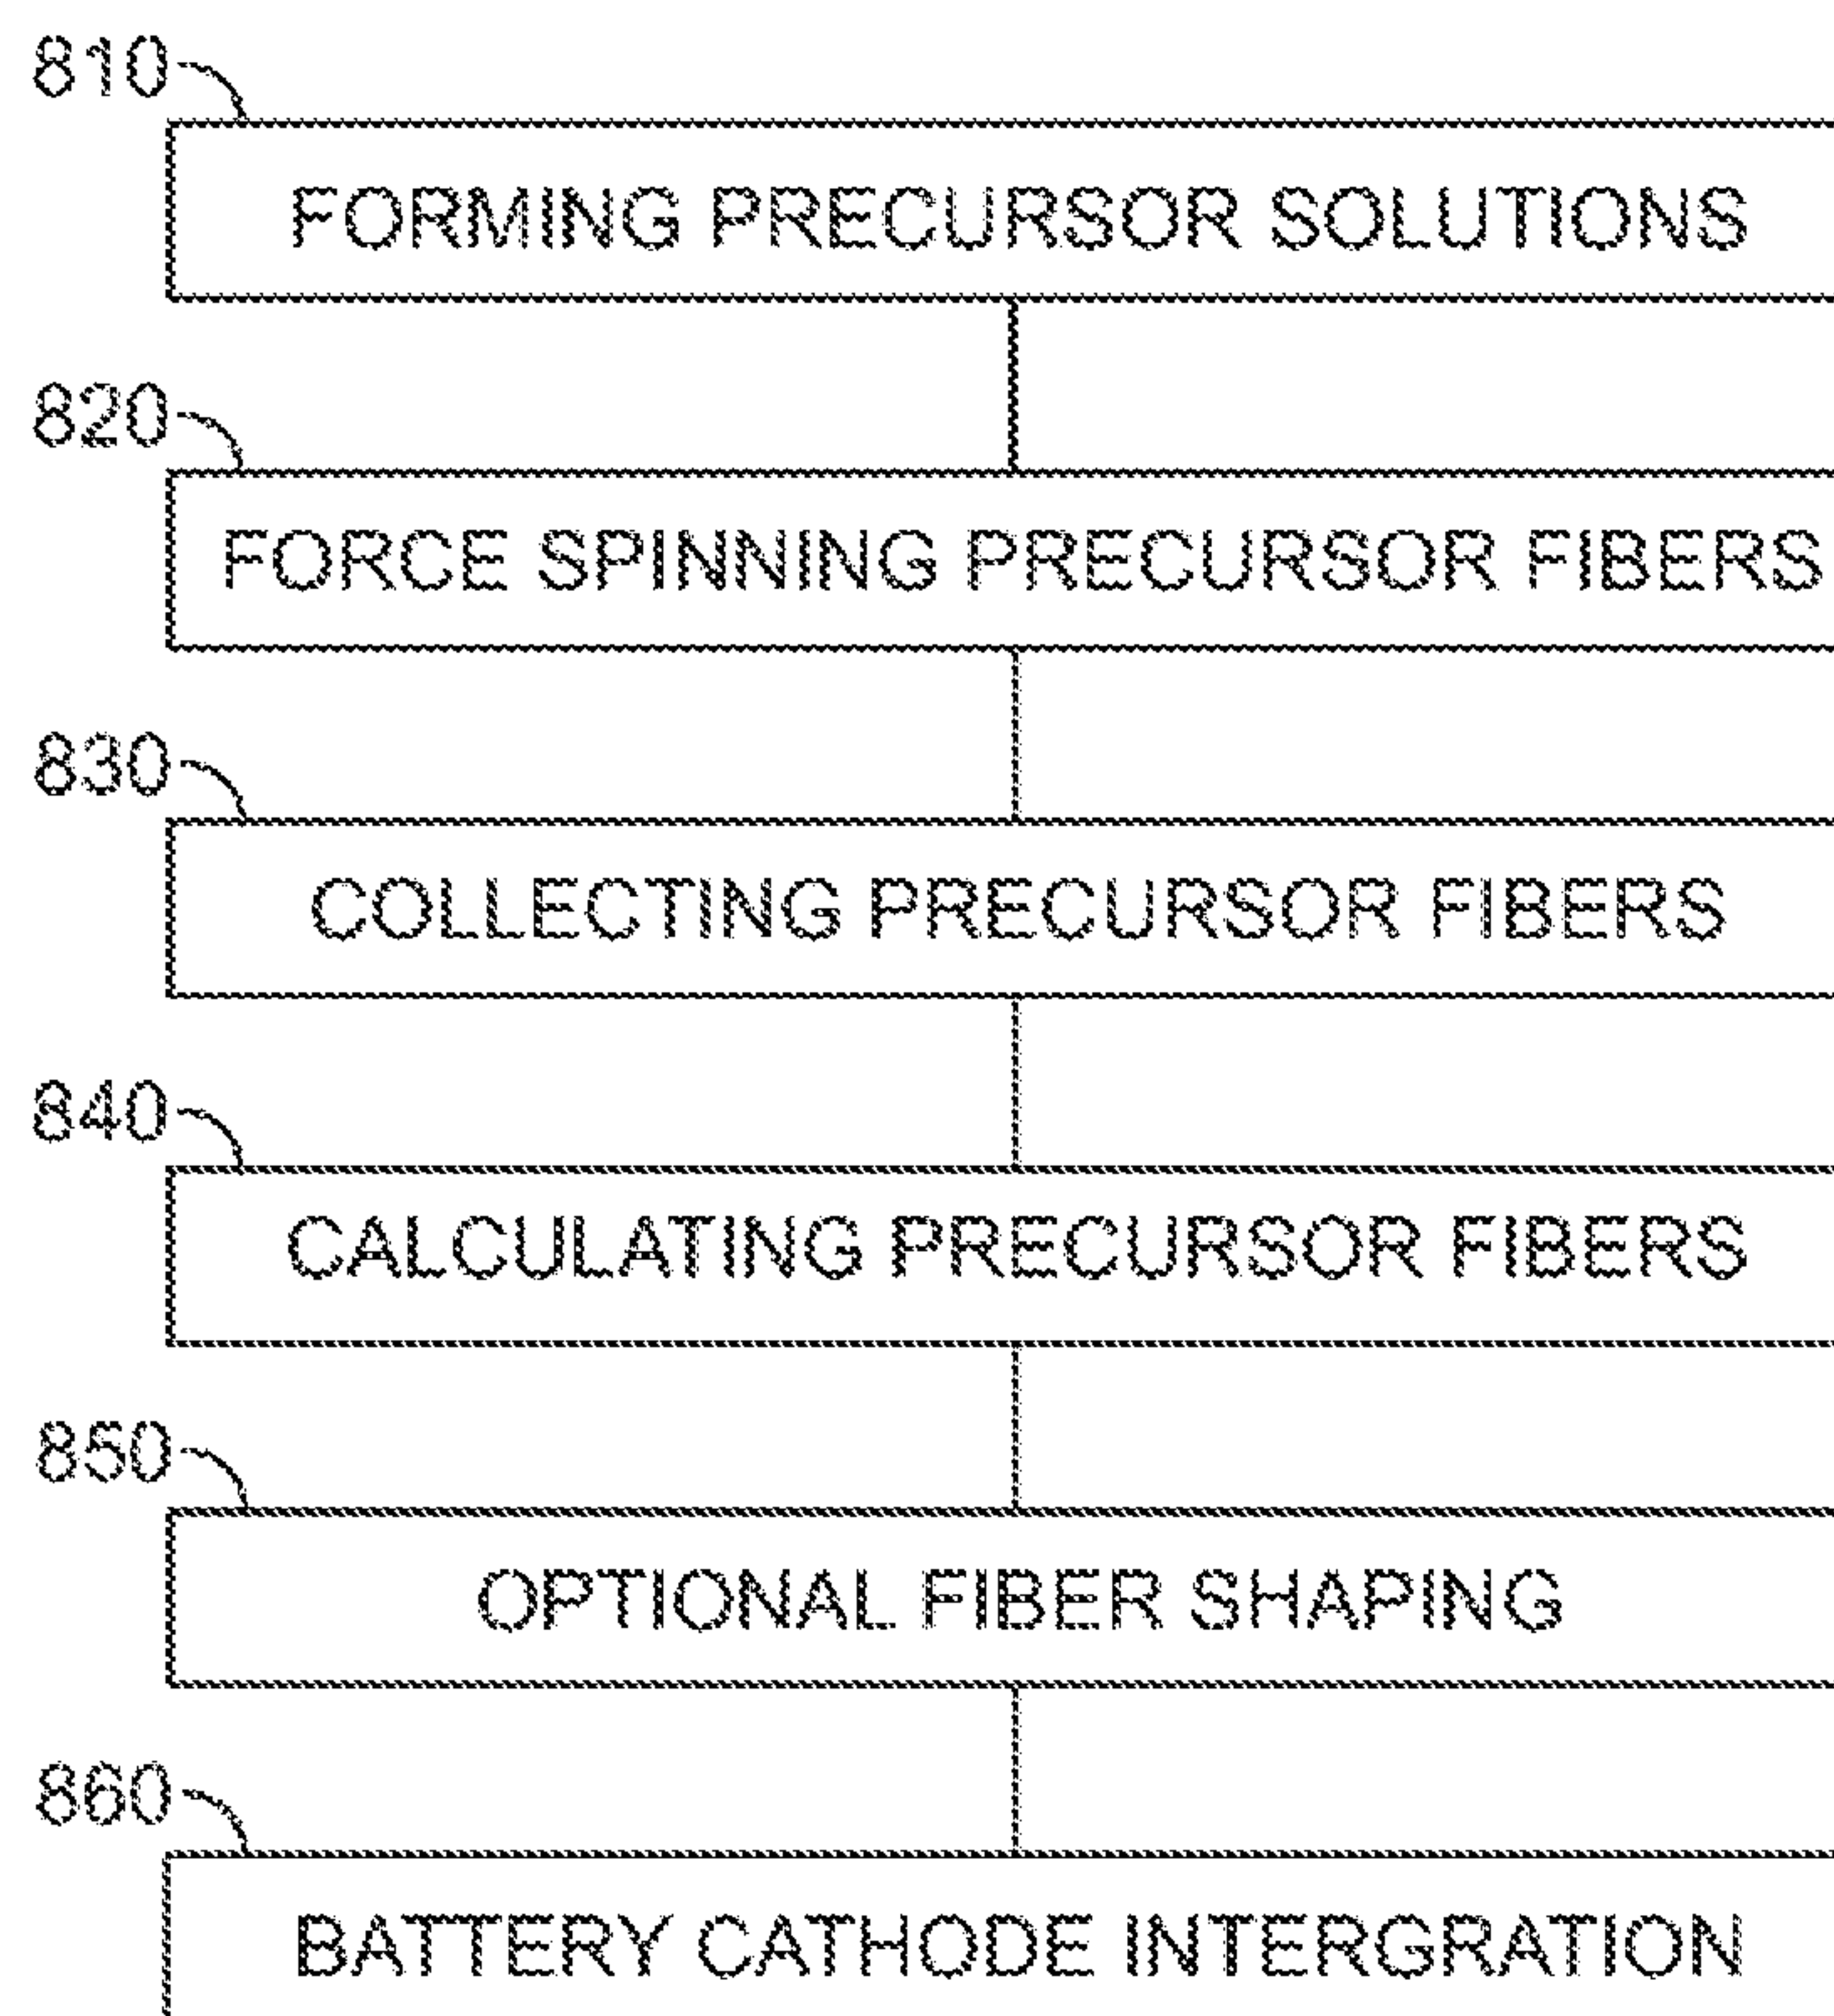 810
FORMING PRECURSOR SOLUTIONS
820
FORCE SPINNING PRECURSOR FIBERS
830
COLLECTING PRECURSOR FIBERS
840
CALCULATING PRECURSOR FIBERS
850
OPTIONAL FIBER SHAPING
860
BATTERY CATHODE INTERGRATION